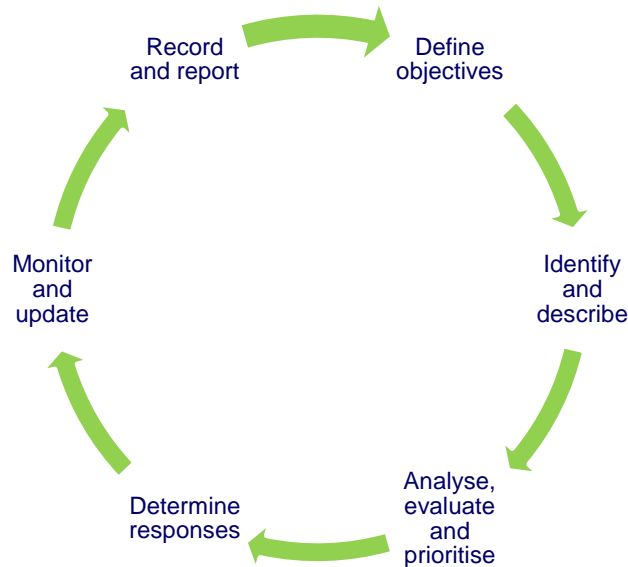 Record
and report
Define
objectives
Identify
and
describe
Analyse,
evaluate
and
prioritise
Determine
responses
Monitor
and
update